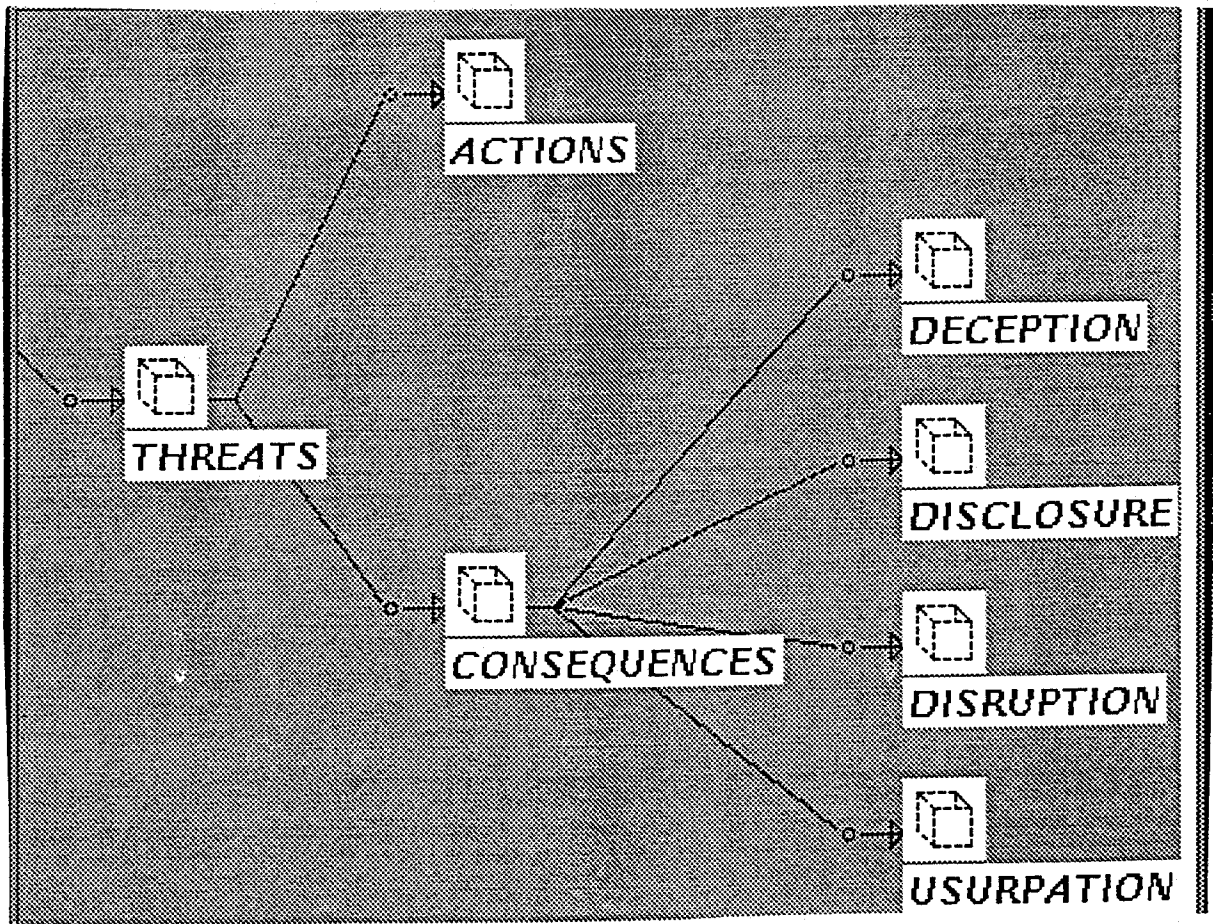 ACTIONS
DECEPTION
THREATS
DISCLOSURE
CONSEQUENCES
DISRUPTION
USURPATION